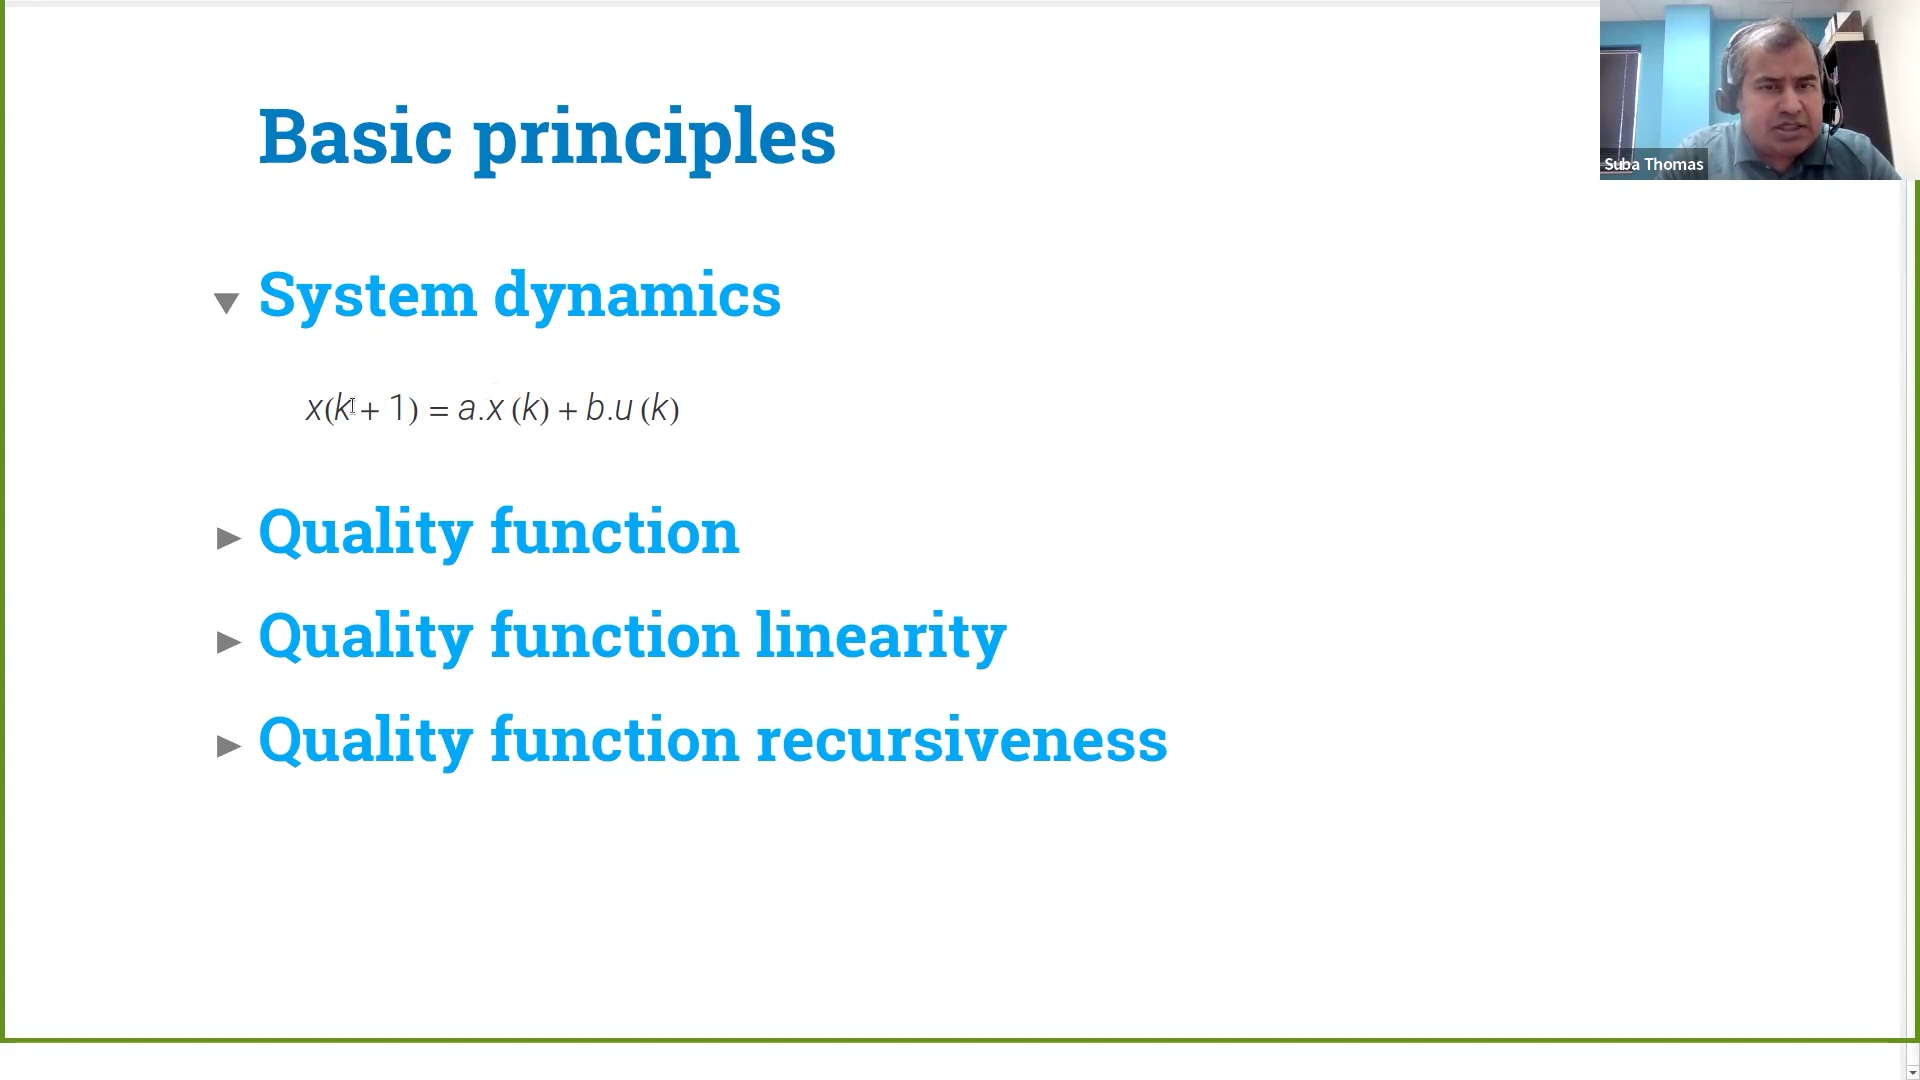 Basic principles
Suba Thomas
System dynamics
x(k + 1) = a.x (k) + b.u (k)
Quality function
Quality function linearity
Quality function recursiveness